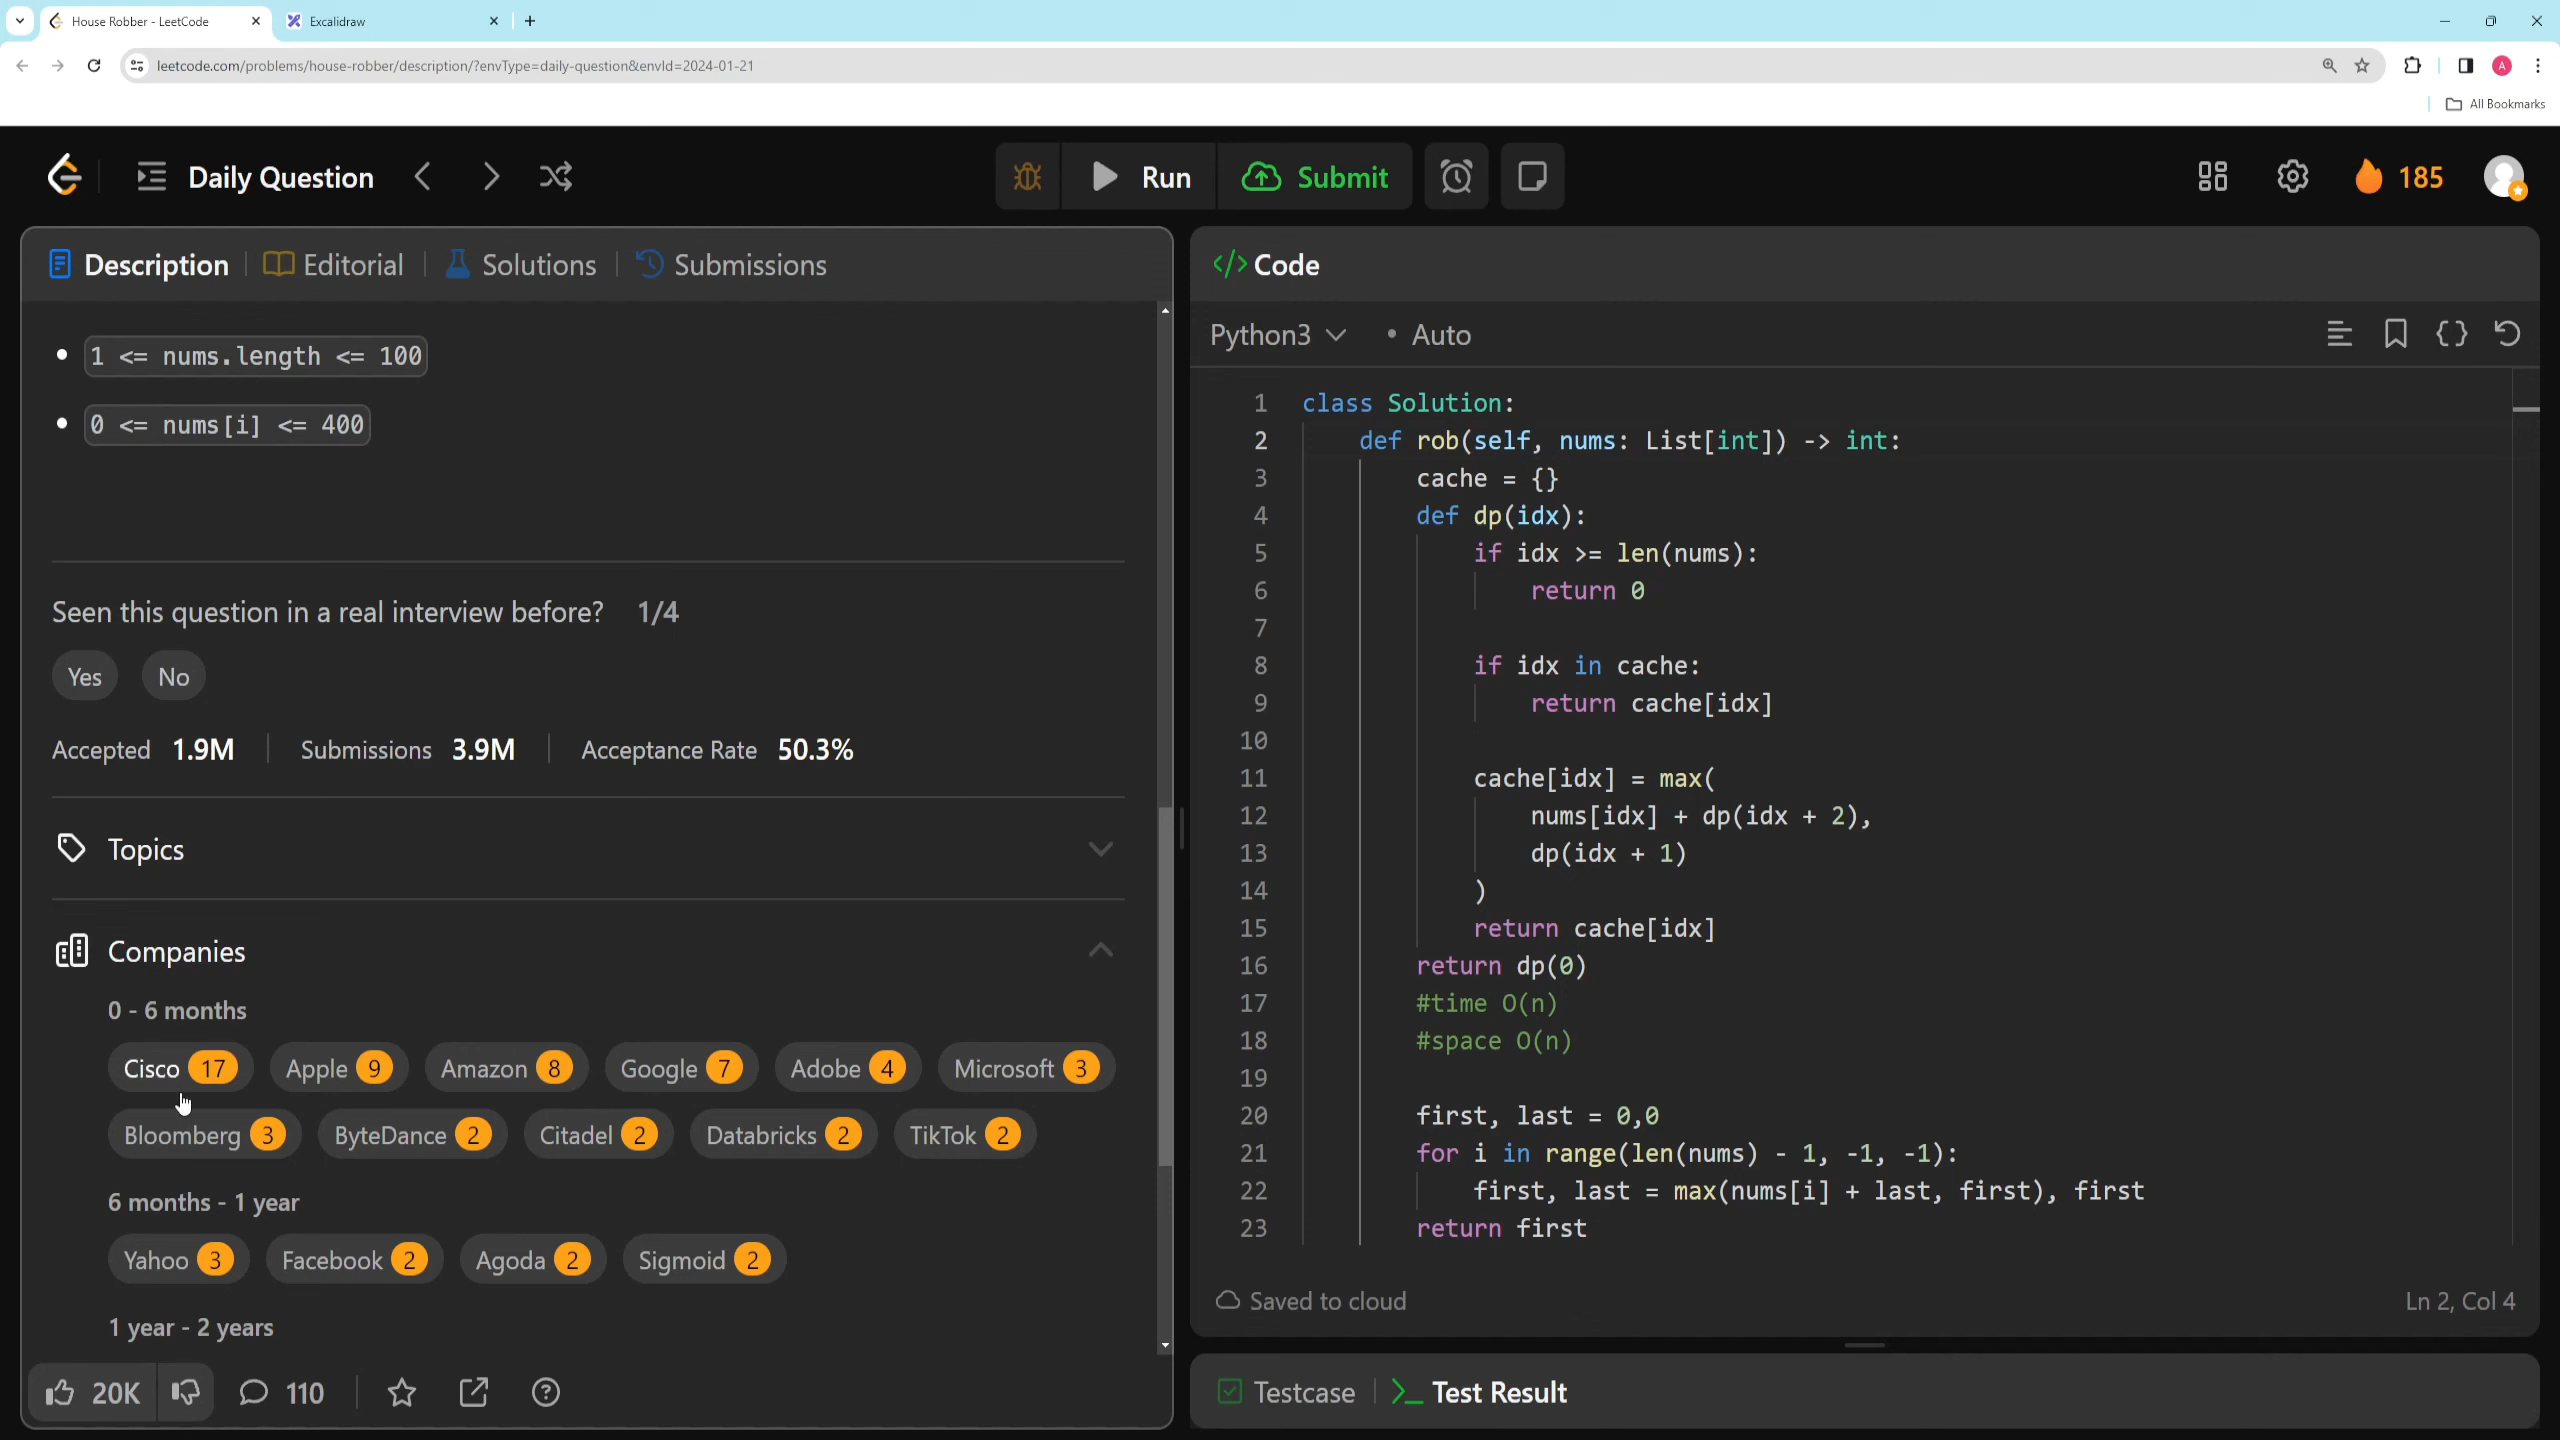 House Robber - LeetCode
Excalidraw
leetcode.com/problems/house-robber/description/?envType=daily-question&envId=2024-01-21
A
All Bookmarks
Daily Question
Run
Submit
185
Description
Editorial
Solutions
Submissions
1 <= nums.length <= 100
0 <= nums[i] <= 400
Seen this question in a real interview before? 1/4
Yes No
Accepted 1.9M Submissions 3.9M Acceptance Rate 50.3%
Topics
Companies
0 - 6 months
Cisco 17 Apple 9 Amazon 8 Google 7 Adobe 4 Microsoft 3
Bloomberg 3 ByteDance 2 Citadel 2 Databricks 2 TikTok 2
6 months - 1 year
Yahoo 3 Facebook 2 Agoda 2 Sigmoid 2
1 year - 2 years
20K 110
</> Code
Python3 • Auto
1 class Solution:
2 def rob(self, nums: List[int]) -> int:
3 cache = {}
4 def dp(idx):
5 if idx >= len(nums):
6 return 0
7
8 if idx in cache:
9 return cache[idx]
10
11 cache[idx] = max(
12 nums[idx] + dp(idx + 2),
13 dp(idx + 1)
14 )
15 return cache[idx]
16 return dp(0)
17 #time O(n)
18 #space O(n)
19
20 first, last = 0,0
21 for i in range(len(nums) - 1, -1, -1):
22 first, last = max(nums[i] + last, first), first
23 return first
Saved to cloud
Ln 2, Col 4
Testcase
Test Result